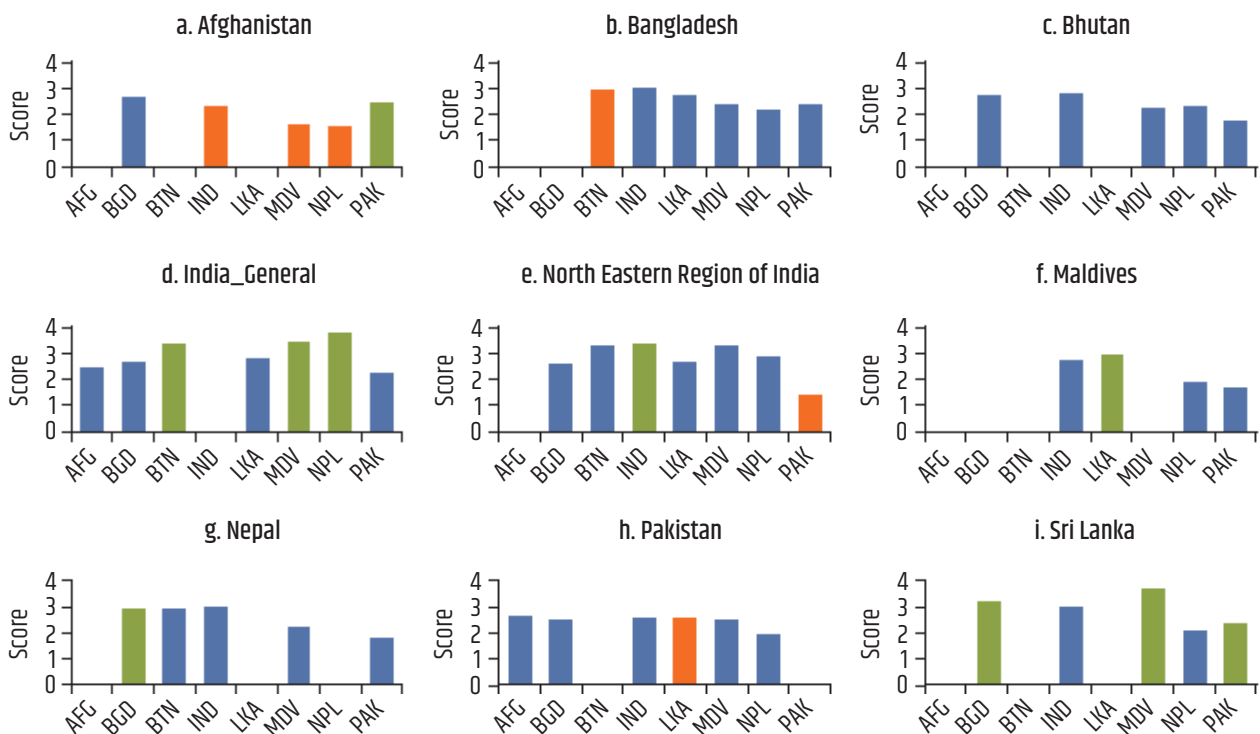 a. Afghanistan
4
3
2
1
0
Score
AFG BGD BTN IND LKA MDV NPL PAK
b. Bangladesh
4
3
2
1
0
Score
AFG BGD BTN IND LKA MDV NPL PAK
c. Bhutan
4
3
2
1
0
Score
AFG BGD BTN IND LKA MDV NPL PAK
d. India_General
4
3
2
1
0
Score
AFG BGD BTN IND LKA MDV NPL PAK
e. North Eastern Region of India
4
3
2
1
0
Score
AFG BGD BTN IND LKA MDV NPL PAK
f. Maldives
4
3
2
1
0
Score
AFG BGD BTN IND LKA MDV NPL PAK
g. Nepal
4
3
2
1
0
Score
AFG BGD BTN IND LKA MDV NPL PAK
h. Pakistan
4
3
2
1
0
Score
AFG BGD BTN IND LKA MDV NPL PAK
i. Sri Lanka
4
3
2
1
0
Score
AFG BGD BTN IND LKA MDV NPL PAK